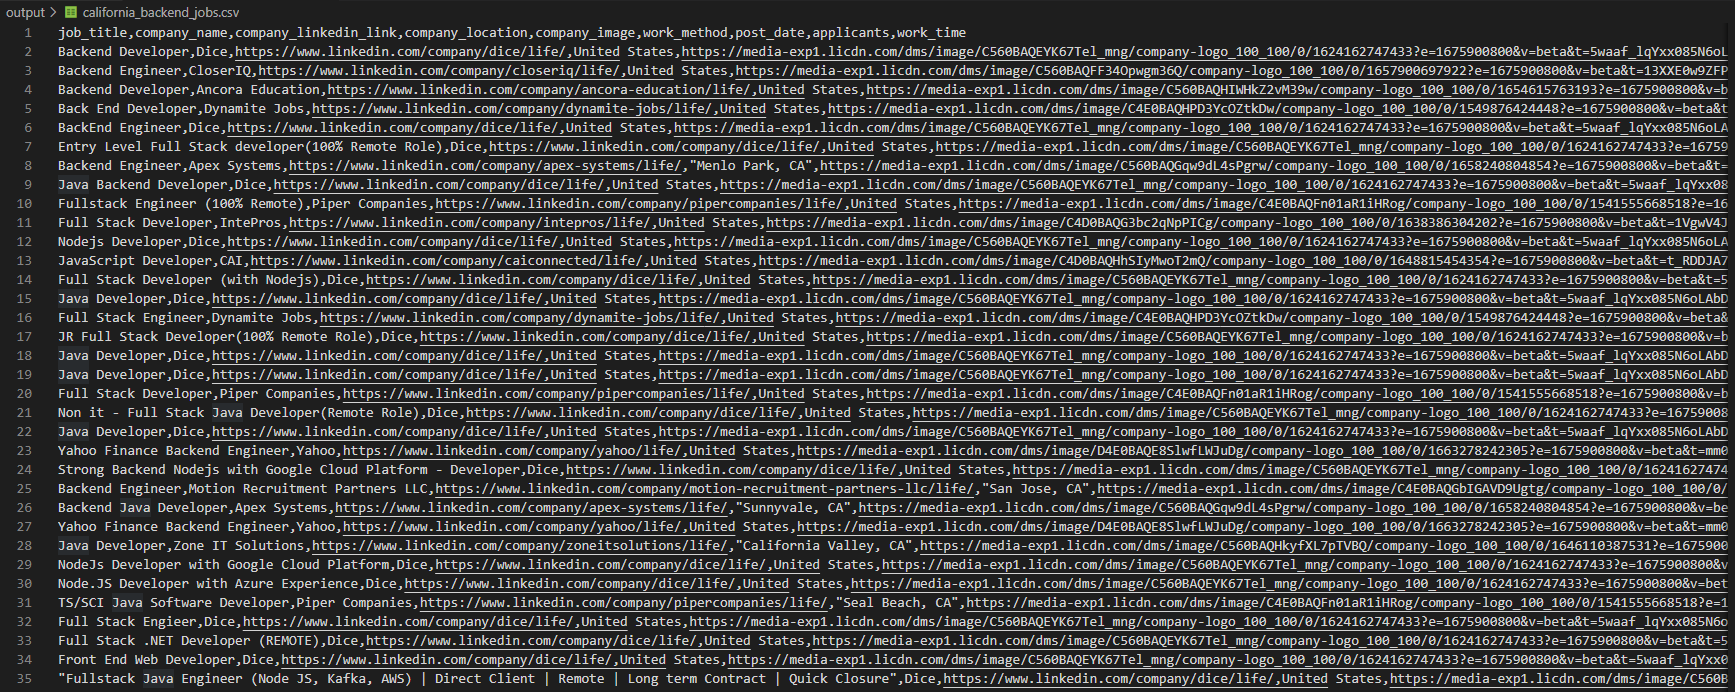 output > california_backend_jobs.csv
1 job_title,company_name,company_linkedin_link,company_location,company_image,work_method,post_date,applicants,work_time
2 Backend Developer,Dice,https://www.linkedin.com/company/dice/life/,United States,https://media-exp1.licdn.com/dms/image/C560BAQEYK67Tel_mng/company-logo_100_100/0/1624162747433?e=1675900800&v=beta&t=5waaf_lqYxx085N6oL
3 Backend Engineer,CloserIQ,https://www.linkedin.com/company/closeriq/life/,United States,https://media-exp1.licdn.com/dms/image/C560BAQFF34Opwgm36Q/company-logo_100_100/0/1657900697922?e=1675900800&v=beta&t=13XXE0w9ZFP
4 Backend Developer,Ancora Education,https://www.linkedin.com/company/ancora-education/life/,United States,https://media-exp1.licdn.com/dms/image/C560BAQHIWHkZ2vM39w/company-logo_100_100/0/1654615763193?e=1675900800&v=b
5 Back End Developer,Dynamite Jobs,https://www.linkedin.com/company/dynamite-jobs/life/,United States,https://media-exp1.licdn.com/dms/image/C4E0BAQHPD3YcOZtkDw/company-logo_100_100/0/1549876424448?e=1675900800&v=beta&t
6 BackEnd Engineer,Dice,https://www.linkedin.com/company/dice/life/,United States,https://media-exp1.licdn.com/dms/image/C560BAQEYK67Tel_mng/company-logo_100_100/0/1624162747433?e=1675900800&v=beta&t=5waaf_lqYxx085N6oLA
7 Entry Level Full Stack developer(100% Remote Role),Dice,https://www.linkedin.com/company/dice/life/,United States,https://media-exp1.licdn.com/dms/image/C560BAQEYK67Tel_mng/company-logo_100_100/0/1624162747433?e=16759
8 Backend Engineer,Apex Systems,https://www.linkedin.com/company/apex-systems/life/,"Menlo Park, CA",https://media-exp1.licdn.com/dms/image/C560BAQGqw9dL4sPgrw/company-logo_100_100/0/1658240804854?e=1675900800&v=beta&t=
9 Java Backend Developer,Dice,https://www.linkedin.com/company/dice/life/,United States,https://media-exp1.licdn.com/dms/image/C560BAQEYK67Tel_mng/company-logo_100_100/0/1624162747433?e=1675900800&v=beta&t=5waaf_lqYxx08
10 Fullstack Engineer (100% Remote),Piper Companies,https://www.linkedin.com/company/pipercompanies/life/,United States,https://media-exp1.licdn.com/dms/image/C4E0BAQFn01aR1iHRog/company-logo_100_100/0/1541555668518?e=16
11 Full Stack Developer,IntePros,https://www.linkedin.com/company/intepros/life/,United States,https://media-exp1.licdn.com/dms/image/C4D0BAQG3bc2qNpPICg/company-logo_100_100/0/1638386304202?e=1675900800&v=beta&t=1VgwV4J
12 Nodejs Developer,Dice,https://www.linkedin.com/company/dice/life/,United States,https://media-exp1.licdn.com/dms/image/C560BAQEYK67Tel_mng/company-logo_100_100/0/1624162747433?e=1675900800&v=beta&t=5waaf_lqYxx085N6oLA
13 JavaScript Developer,CAI,https://www.linkedin.com/company/caiconnected/life/,United States,https://media-exp1.licdn.com/dms/image/C4D0BAQHhSIyMwoT2mQ/company-logo_100_100/0/1648815454354?e=1675900800&v=beta&t=t_RDDJA7
14 Full Stack Developer (with Nodejs),Dice,https://www.linkedin.com/company/dice/life/,United States,https://media-exp1.licdn.com/dms/image/C560BAQEYK67Tel_mng/company-logo_100_100/0/1624162747433?e=1675900800&v=beta&t=5
15 Java Developer,Dice,https://www.linkedin.com/company/dice/life/,United States,https://media-exp1.licdn.com/dms/image/C560BAQEYK67Tel_mng/company-logo_100_100/0/1624162747433?e=1675900800&v=beta&t=5waaf_lqYxx085N6oLAbD
16 Full Stack Engineer,Dynamite Jobs,https://www.linkedin.com/company/dynamite-jobs/life/,United States,https://media-exp1.licdn.com/dms/image/C4E0BAQHPD3YcOZtkDw/company-logo_100_100/0/1549876424448?e=1675900800&v=beta&
17 JR Full Stack Developer(100% Remote Role),Dice,https://www.linkedin.com/company/dice/life/,United States,https://media-exp1.licdn.com/dms/image/C560BAQEYK67Tel_mng/company-logo_100_100/0/1624162747433?e=1675900800&v=b
18 Java Developer,Dice,https://www.linkedin.com/company/dice/life/,United States,https://media-exp1.licdn.com/dms/image/C560BAQEYK67Tel_mng/company-logo_100_100/0/1624162747433?e=1675900800&v=beta&t=5waaf_lqYxx085N6oLAbD
19 Java Developer,Dice,https://www.linkedin.com/company/dice/life/,United States,https://media-exp1.licdn.com/dms/image/C560BAQEYK67Tel_mng/company-logo_100_100/0/1624162747433?e=1675900800&v=beta&t=5waaf_lqYxx085N6oLAbD
20 Full Stack Developer,Piper Companies,https://www.linkedin.com/company/pipercompanies/life/,United States,https://media-exp1.licdn.com/dms/image/C4E0BAQFn01aR1iHRog/company-logo_100_100/0/1541555668518?e=1675900800&v=b
21 Non it - Full Stack Java Developer(Remote Role),Dice,https://www.linkedin.com/company/dice/life/,United States,https://media-exp1.licdn.com/dms/image/C560BAQEYK67Tel_mng/company-logo_100_100/0/1624162747433?e=16759008
22 Java Developer,Dice,https://www.linkedin.com/company/dice/life/,United States,https://media-exp1.licdn.com/dms/image/C560BAQEYK67Tel_mng/company-logo_100_100/0/1624162747433?e=1675900800&v=beta&t=5waaf_lqYxx085N6oLAbD
23 Yahoo Finance Backend Engineer,Yahoo,https://www.linkedin.com/company/yahoo/life/,United States,https://media-exp1.licdn.com/dms/image/D4E0BAQE8SlwfLWJuDg/company-logo_100_100/0/1663278242305?e=1675900800&v=beta&t=mm0
24 Strong Backend Nodejs with Google Cloud Platform - Developer,Dice,https://www.linkedin.com/company/dice/life/,United States,https://media-exp1.licdn.com/dms/image/C560BAQEYK67Tel_mng/company-logo_100_100/0/16241627474
25 Backend Engineer,Motion Recruitment Partners LLC,https://www.linkedin.com/company/motion-recruitment-partners-llc/life/,"San Jose, CA",https://media-exp1.licdn.com/dms/image/C4E0BAQGbIGAVD9Ugtg/company-logo_100_100/0/
26 Backend Java Developer,Apex Systems,https://www.linkedin.com/company/apex-systems/life/,"Sunnyvale, CA",https://media-exp1.licdn.com/dms/image/C560BAQGqw9dL4sPgrw/company-logo_100_100/0/1658240804854?e=1675900800&v=be
27 Yahoo Finance Backend Engineer,Yahoo,https://www.linkedin.com/company/yahoo/life/,United States,https://media-exp1.licdn.com/dms/image/D4E0BAQE8SlwfLWJuDg/company-logo_100_100/0/1663278242305?e=1675900800&v=beta&t=mm0
28 Java Developer,Zone IT Solutions,https://www.linkedin.com/company/zoneitsolutions/life/,"California Valley, CA",https://media-exp1.licdn.com/dms/image/C560BAQHkyfXL7pTVBQ/company-logo_100_100/0/1646110387531?e=1675900
29 NodeJs Developer with Google Cloud Platform,Dice,https://www.linkedin.com/company/dice/life/,United States,https://media-exp1.licdn.com/dms/image/C560BAQEYK67Tel_mng/company-logo_100_100/0/1624162747433?e=1675900800&v
30 Node.JS Developer with Azure Experience,Dice,https://www.linkedin.com/company/dice/life/,United States,https://media-exp1.licdn.com/dms/image/C560BAQEYK67Tel_mng/company-logo_100_100/0/1624162747433?e=1675900800&v=bet
31 TS/SCI Java Software Developer,Piper Companies,https://www.linkedin.com/company/pipercompanies/life/,"Seal Beach, CA",https://media-exp1.licdn.com/dms/image/C4E0BAQFn01aR1iHRog/company-logo_100_100/0/1541555668518?e=1
32 Full Stack Engieer,Dice,https://www.linkedin.com/company/dice/life/,United States,https://media-exp1.licdn.com/dms/image/C560BAQEYK67Tel_mng/company-logo_100_100/0/1624162747433?e=1675900800&v=beta&t=5waaf_lqYxx085N6o
33 Full Stack .NET Developer (REMOTE),Dice,https://www.linkedin.com/company/dice/life/,United States,https://media-exp1.licdn.com/dms/image/C560BAQEYK67Tel_mng/company-logo_100_100/0/1624162747433?e=1675900800&v=beta&t=5
34 Front End Web Developer,Dice,https://www.linkedin.com/company/dice/life/,United States,https://media-exp1.licdn.com/dms/image/C560BAQEYK67Tel_mng/company-logo_100_100/0/1624162747433?e=1675900800&v=beta&t=5waaf_lqYxx0
35 "Fullstack Java Engineer (Node JS, Kafka, AWS) | Direct Client | Remote | Long term Contract | Quick Closure",Dice,https://www.linkedin.com/company/dice/life/,United States,https://media-exp1.licdn.com/dms/image/C560B